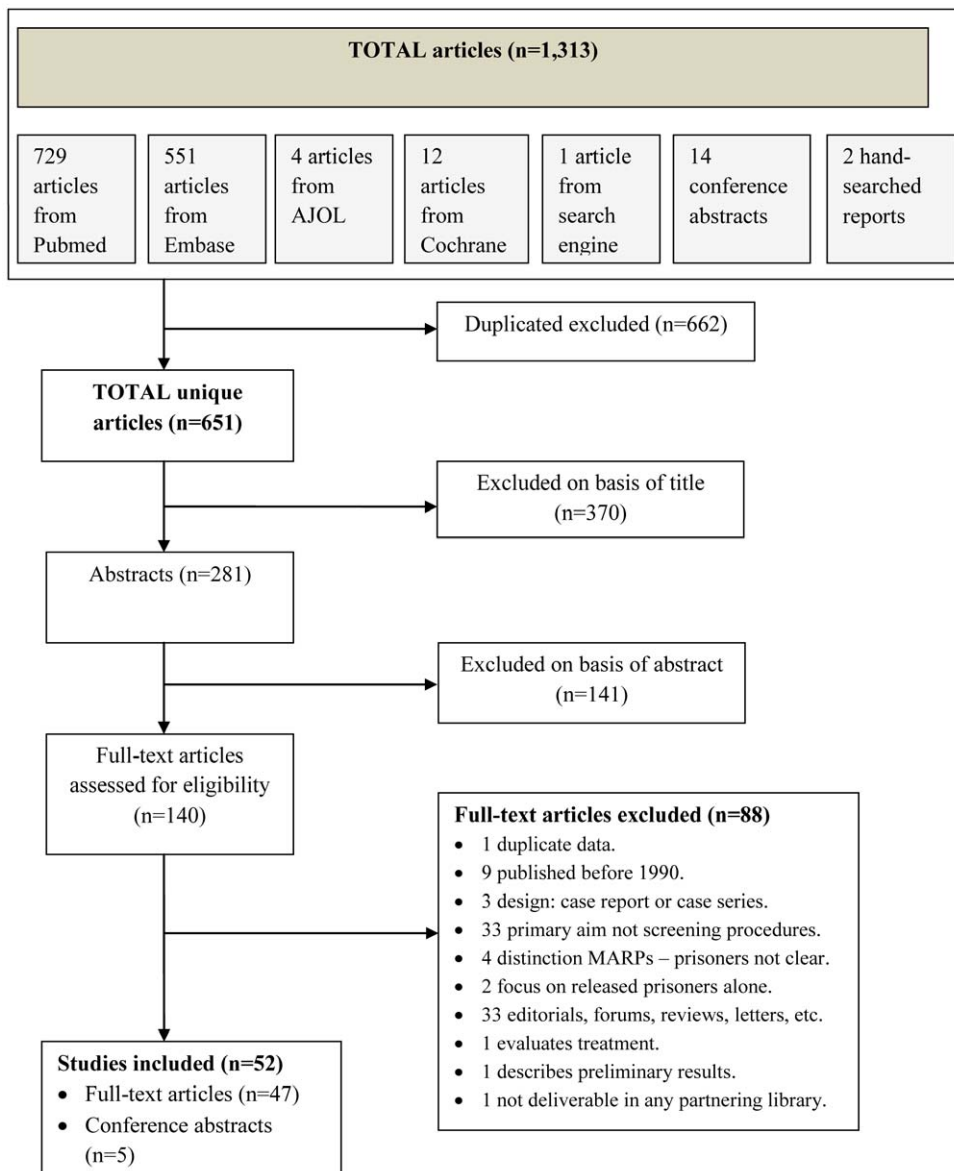 TOTAL articles (n=1,313)
729
articles
from
Pubmed
551
articles
from
Embase
4 articles
from
AJOL
12
articles
from
Cochrane
1 article
from
search
engine
14
conference
abstracts
2 hand-
searched
reports
Duplicated excluded (n=662)
TOTAL unique
articles (n=651)
Excluded on basis of title
(n=370)
Abstracts (n=281)
Excluded on basis of abstract
(n=141)
Full-text articles
assessed for eligibility
(n=140)
Full-text articles excluded (n=88)
• 1 duplicate data.
• 9 published before 1990.
• 3 design: case report or case series.
• 33 primary aim not screening procedures.
• 4 distinction MARPs – prisoners not clear.
• 2 focus on released prisoners alone.
• 33 editorials, forums, reviews, letters, etc.
• 1 evaluates treatment.
• 1 describes preliminary results.
• 1 not deliverable in any partnering library.
Studies included (n=52)
• Full-text articles (n=47)
• Conference abstracts
(n=5)